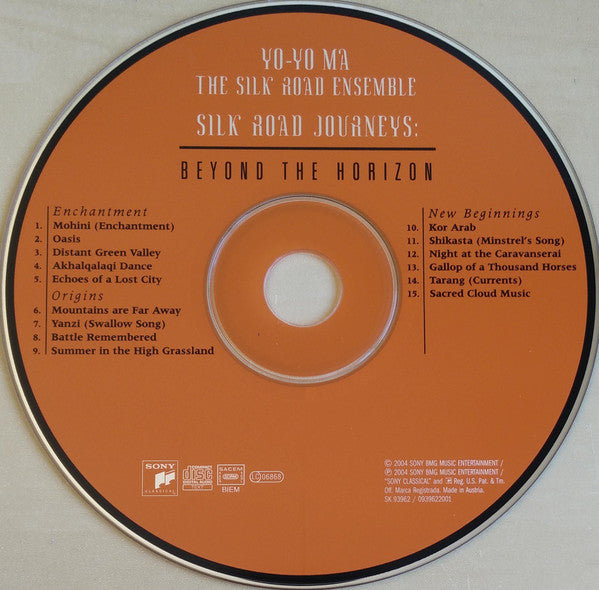 YO-YO MA
THE SILK ROAD ENSEMBLE
SILK ROAD JOURNEYS:
BEYOND THE HORIZON
Enchantment
1. Mohini (Enchantment)
2. Oasis
3. Distant Green Valley
4. Akhalqalaqi Dance
5. Echoes of a Lost City
Origins
6. Mountains are Far Away
7. Yanzi (Swallow Song)
8. Battle Remembered
9. Summer in the High Grassland
New Beginnings
10. Kor Arab
11. Shikasta (Minstrel's Song)
12. Night at the Caravanserai
13. Gallop of a Thousand Horses
14. Tarang (Currents)
15. Sacred Cloud Music
SONY
CLASSICAL
COMPACT
disc
DIGITAL AUDIO
SACEM
BIEM
LC 06868
© 2004 SONY BMG MUSIC ENTERTAINMENT /
℗ 2004 SONY BMG MUSIC ENTERTAINMENT /
"SONY CLASSICAL" and Reg. U.S. Pat. & Tm.
Off. Marca Registrada. Made in Austria.
SK 93962 / 0939622001